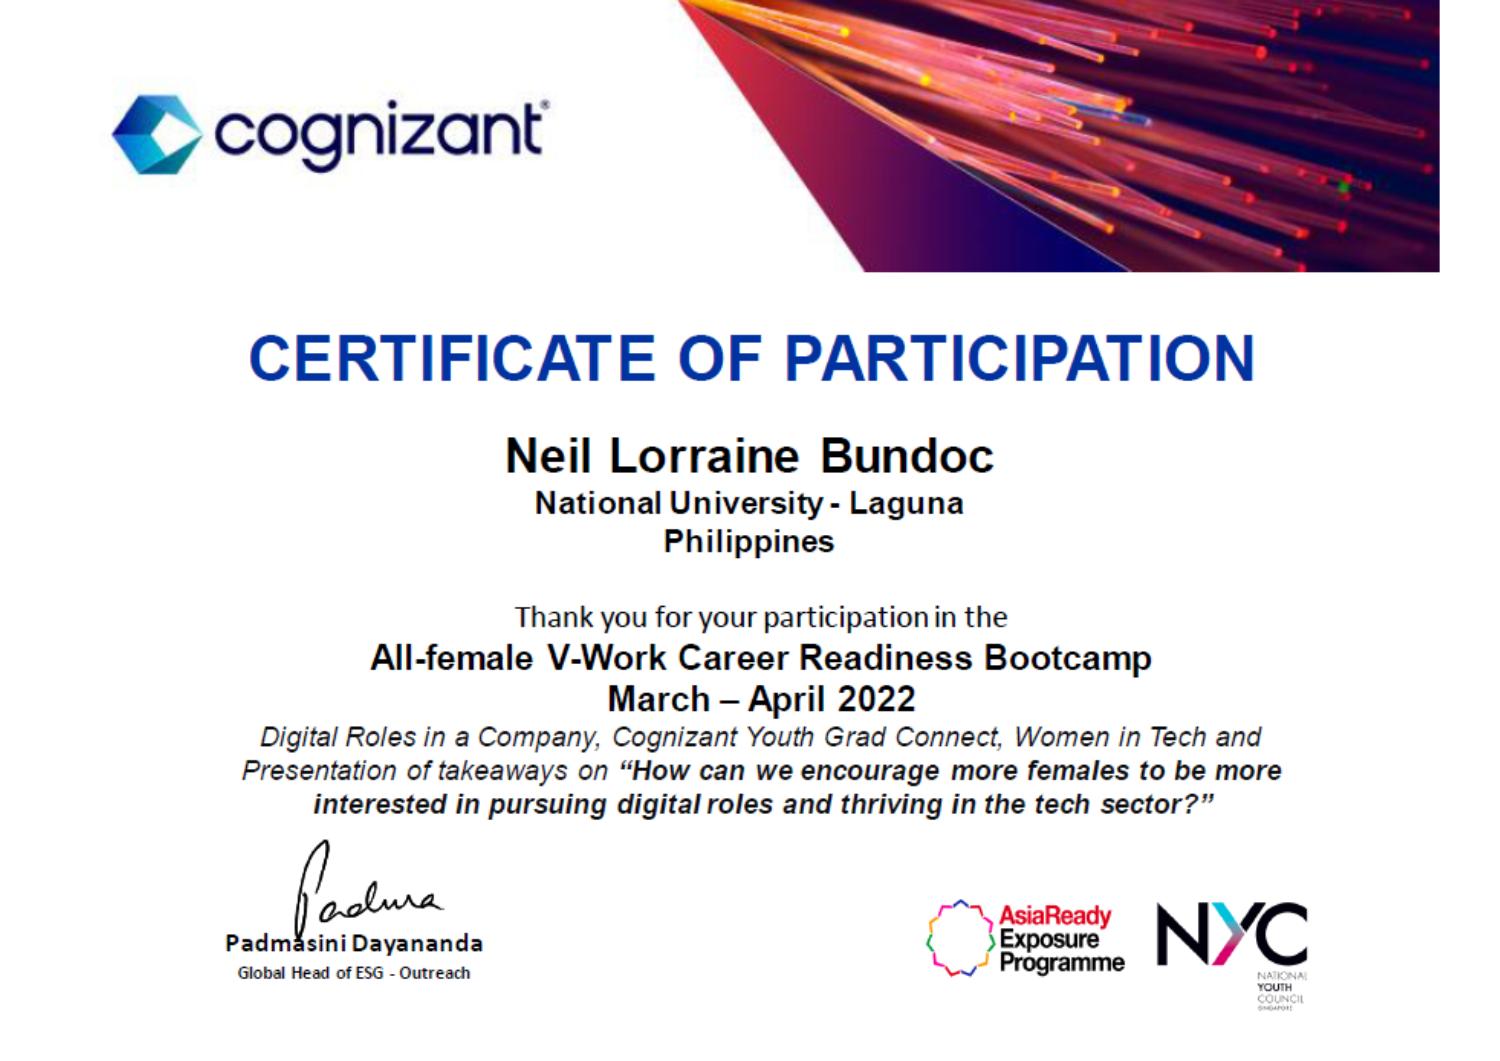 cognizant®
CERTIFICATE OF PARTICIPATION
Neil Lorraine Bundoc
National University - Laguna
Philippines
Thank you for your participation in the
All-female V-Work Career Readiness Bootcamp
March – April 2022
Digital Roles in a Company, Cognizant Youth Grad Connect, Women in Tech and
Presentation of takeaways on “How can we encourage more females to be more
interested in pursuing digital roles and thriving in the tech sector?”
Padma
Padmasini Dayananda
Global Head of ESG - Outreach
AsiaReady
Exposure
Programme
NYC
NATIONAL
YOUTH
COUNCIL
SINGAPORE